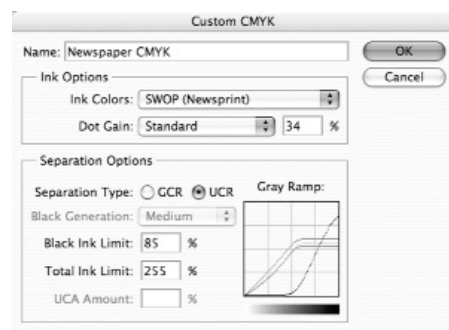 Custom CMYK
Name: Newspaper CMYK
OK
Cancel
Ink Options
Ink Colors: SWOP (Newsprint)
Dot Gain: Standard 34 %
Separation Options
Separation Type: GCR UCR
Gray Ramp:
Black Generation: Medium
Black Ink Limit: 85 %
Total Ink Limit: 255 %
UCA Amount: %